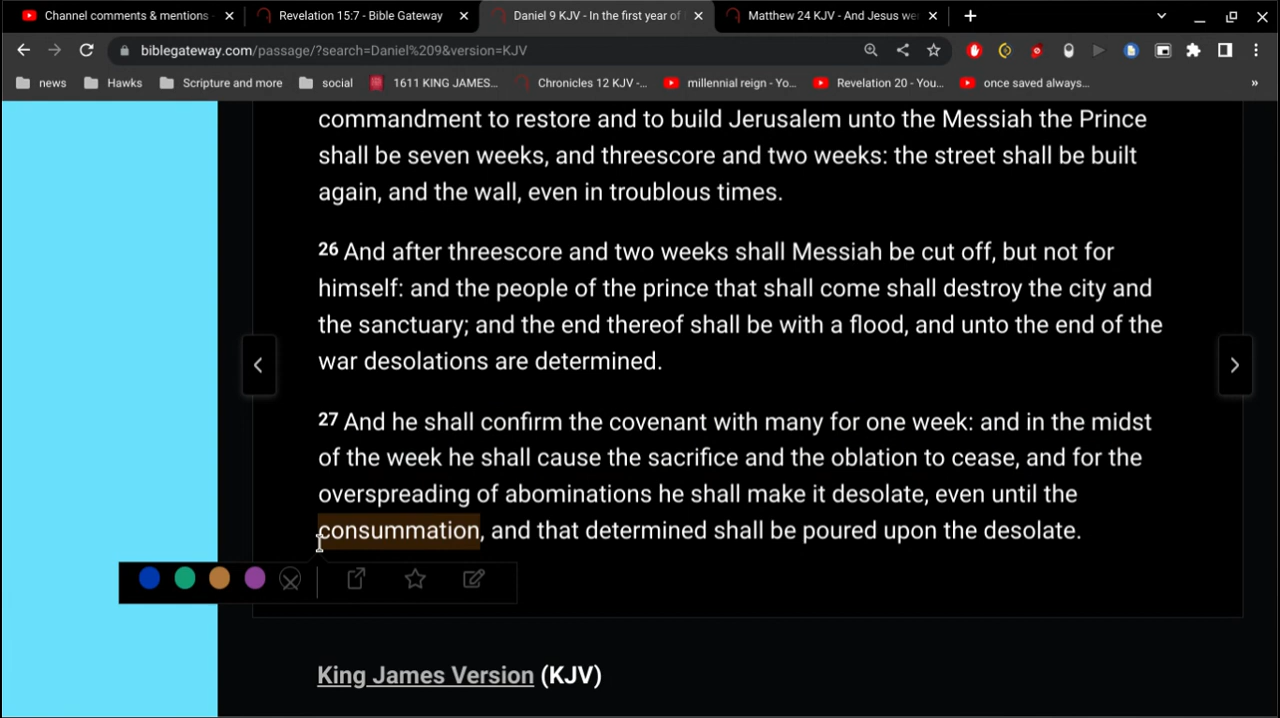 Channel comments & mentions -
Revelation 15:7 - Bible Gateway
Daniel 9 KJV - In the first year of
Matthew 24 KJV - And Jesus we
biblegateway.com/passage/?search=Daniel%209&version=KJV
news
Hawks
Scripture and more
social
1611 KING JAMES...
Chronicles 12 KJV -...
millennial reign - Yo...
Revelation 20 - You...
once saved always...
»
commandment to restore and to build Jerusalem unto the Messiah the Prince
shall be seven weeks, and threescore and two weeks: the street shall be built
again, and the wall, even in troublous times.
26 And after threescore and two weeks shall Messiah be cut off, but not for
himself: and the people of the prince that shall come shall destroy the city and
the sanctuary; and the end thereof shall be with a flood, and unto the end of the
war desolations are determined.
27 And he shall confirm the covenant with many for one week: and in the midst
of the week he shall cause the sacrifice and the oblation to cease, and for the
overspreading of abominations he shall make it desolate, even until the
consummation, and that determined shall be poured upon the desolate.
King James Version (KJV)